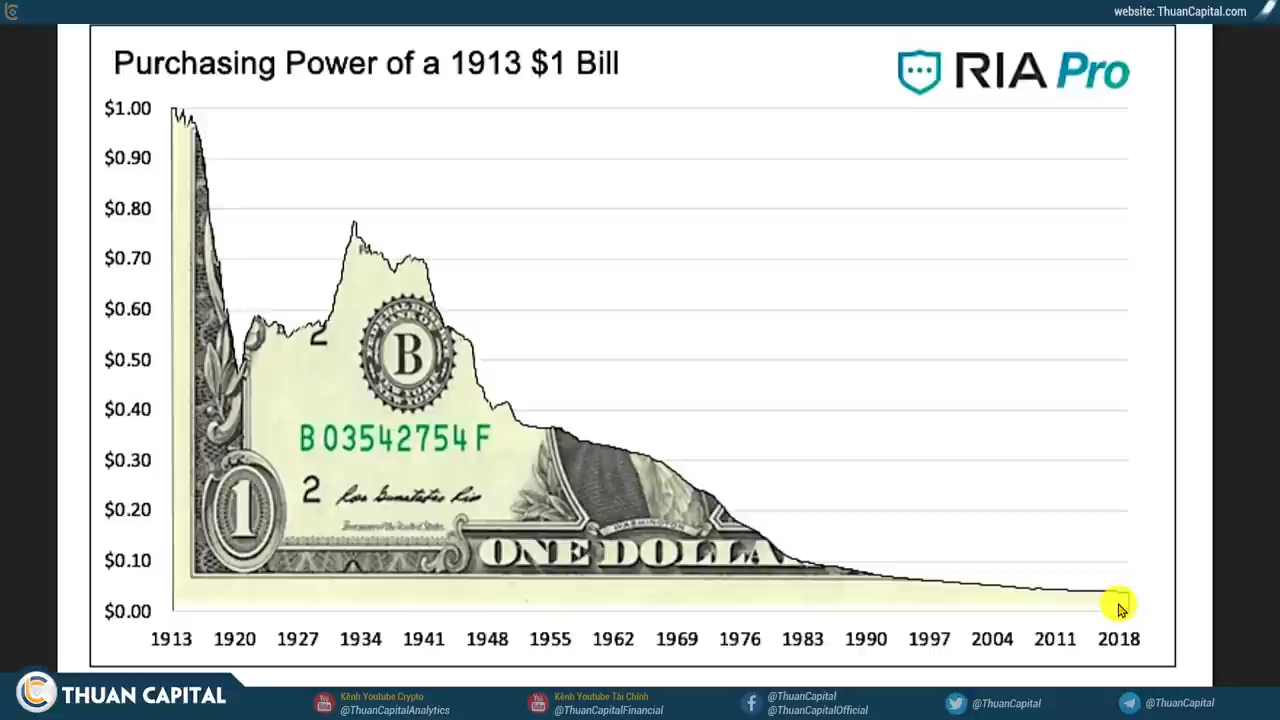 website: ThuanCapital.com
Purchasing Power of a 1913 $1 Bill
RIA Pro
$1.00
$0.90
$0.80
$0.70
$0.60
$0.50
$0.40
$0.30
$0.20
$0.10
$0.00
2
B
B 03542754 F
2
1
WASHINGTON
ONE DOLLA
1913 1920 1927 1934 1941 1948 1955 1962 1969 1976 1983 1990 1997 2004 2011 2018
THUAN CAPITAL
Kênh Youtube Crypto
@ThuanCapitalAnalytics
Kênh Youtube Tài Chính
@ThuanCapitalFinancial
@ThuanCapital
@ThuanCapitalOfficial
@ThuanCapital
@ThuanCapital